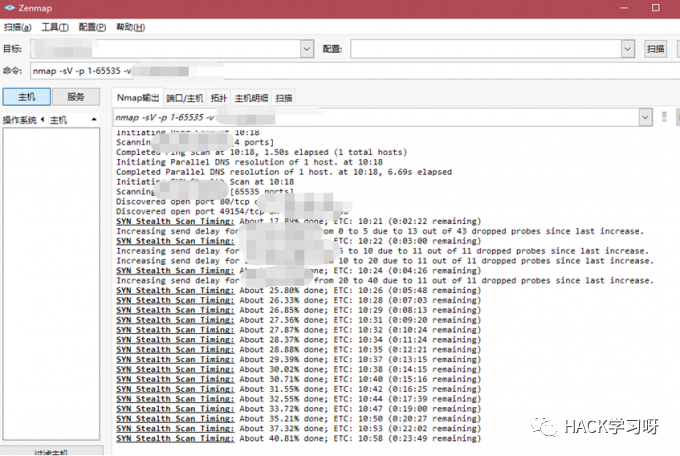 Zenmap
扫描(a) 工具(T) 配置(P) 帮助(H)
目标: 配置: 扫描
命令: nmap -sV -p 1-65535 -v
主机 服务
Nmap输出 端口/主机 拓扑 主机明细 扫描
操作系统 主机
nmap -sV -p 1-65535 -v
Initiating Ping Scan at 10:18
Scanning [4 ports]
Completed Ping Scan at 10:18, 1.50s elapsed (1 total hosts)
Initiating Parallel DNS resolution of 1 host. at 10:18
Completed Parallel DNS resolution of 1 host. at 10:18, 6.69s elapsed
Initiating Scan at 10:18
Scanning [65535 ports]
Discovered open port 80/tcp
Discovered open port 49154/tcp
SYN Stealth Scan Timing: About 17.89% done; ETC: 10:21 (0:02:22 remaining)
Increasing send delay for from 0 to 5 due to 13 out of 43 dropped probes since last increase.
SYN Stealth Scan Timing: ETC: 10:22 (0:03:00 remaining)
Increasing send delay for to 10 due to 11 out of 11 dropped probes since last increase.
Increasing send delay for 10 to 20 due to 11 out of 11 dropped probes since last increase.
SYN Stealth Scan Timing: done; ETC: 10:24 (0:04:26 remaining)
Increasing send delay for from 20 to 40 due to 11 out of 11 dropped probes since last increase.
SYN Stealth Scan Timing: About 25.80% done; ETC: 10:26 (0:05:48 remaining)
SYN Stealth Scan Timing: About 26.33% done; ETC: 10:28 (0:07:03 remaining)
SYN Stealth Scan Timing: About 26.85% done; ETC: 10:29 (0:08:13 remaining)
SYN Stealth Scan Timing: About 27.36% done; ETC: 10:31 (0:09:20 remaining)
SYN Stealth Scan Timing: About 27.87% done; ETC: 10:32 (0:10:24 remaining)
SYN Stealth Scan Timing: About 28.37% done; ETC: 10:34 (0:11:24 remaining)
SYN Stealth Scan Timing: About 28.88% done; ETC: 10:35 (0:12:21 remaining)
SYN Stealth Scan Timing: About 29.39% done; ETC: 10:37 (0:13:15 remaining)
SYN Stealth Scan Timing: About 30.02% done; ETC: 10:38 (0:14:15 remaining)
SYN Stealth Scan Timing: About 30.71% done; ETC: 10:40 (0:15:16 remaining)
SYN Stealth Scan Timing: About 31.55% done; ETC: 10:42 (0:16:25 remaining)
SYN Stealth Scan Timing: About 32.55% done; ETC: 10:44 (0:17:39 remaining)
SYN Stealth Scan Timing: About 33.72% done; ETC: 10:47 (0:19:00 remaining)
SYN Stealth Scan Timing: About 35.21% done; ETC: 10:50 (0:20:27 remaining)
SYN Stealth Scan Timing: About 37.32% done; ETC: 10:53 (0:22:02 remaining)
SYN Stealth Scan Timing: About 40.81% done; ETC: 10:58 (0:23:49 remaining)
HACK学习呀
过滤主机